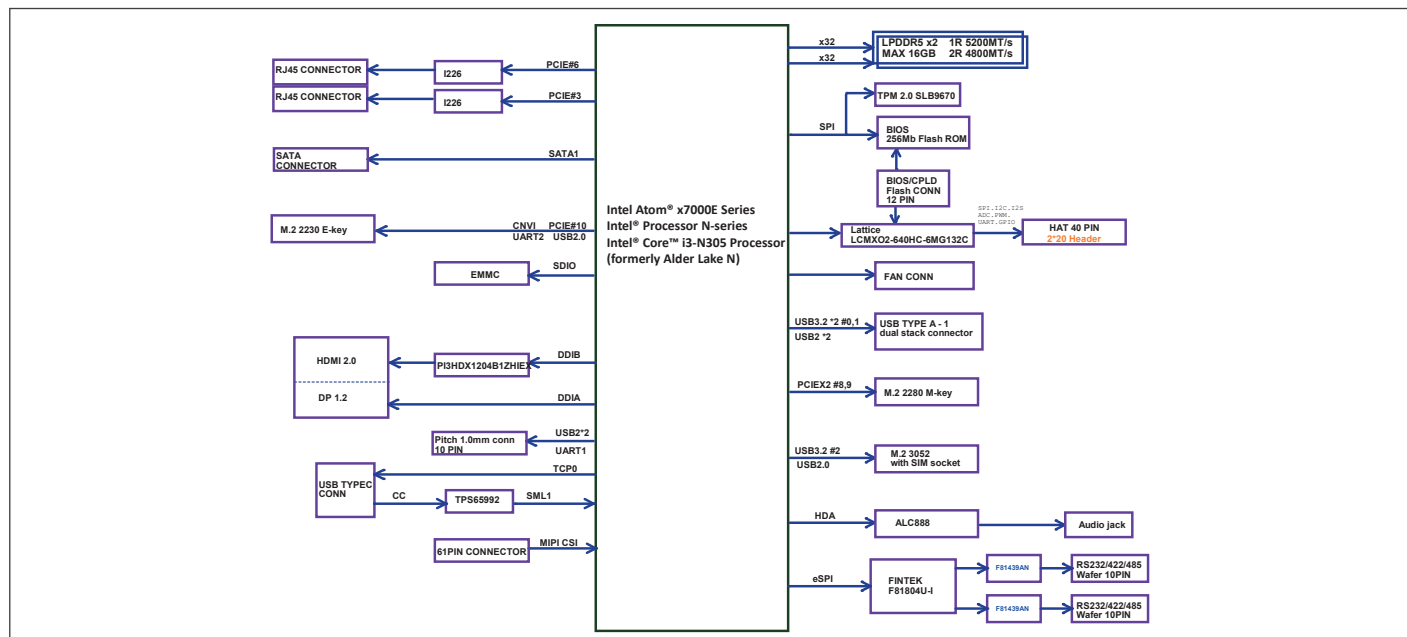 RJ45 CONNECTOR
I226
PCIE#6
RJ45 CONNECTOR
I226
PCIE#3
SATA
CONNECTOR
SATA1
M.2 2230 E-key
CNVI PCIE#10
UART2 USB2.0
EMMC
SDIO
HDMI 2.0
PI3HDX1204B1ZHIEX
DDIB
DP 1.2
DDIA
Pitch 1.0mm conn
10 PIN
USB2*2
UART1
USB TYPEC
CONN
TCP0
CC
TPS65992
SML1
61PIN CONNECTOR
MIPI CSI
Intel Atom® x7000E Series
Intel® Processor N-series
Intel® Core™ i3-N305 Processor
(formerly Alder Lake N)
x32
x32
LPDDR5 x2 1R 5200MT/s
MAX 16GB 2R 4800MT/s
TPM 2.0 SLB9670
SPI
BIOS
256Mb Flash ROM
BIOS/CPLD
Flash CONN
12 PIN
Lattice
LCMXO2-640HC-6MG132C
SPI.I2C.I2S
ADC.PWM.
UART.GPIO
HAT 40 PIN
2*20 Header
FAN CONN
USB3.2 *2 #0,1
USB2 *2
USB TYPE A - 1
dual stack connector
PCIEX2 #8,9
M.2 2280 M-key
USB3.2 #2
USB2.0
M.2 3052
with SIM socket
HDA
ALC888
Audio jack
eSPI
FINTEK
F81804U-I
F81439AN
RS232/422/485
Wafer 10PIN
F81439AN
RS232/422/485
Wafer 10PIN